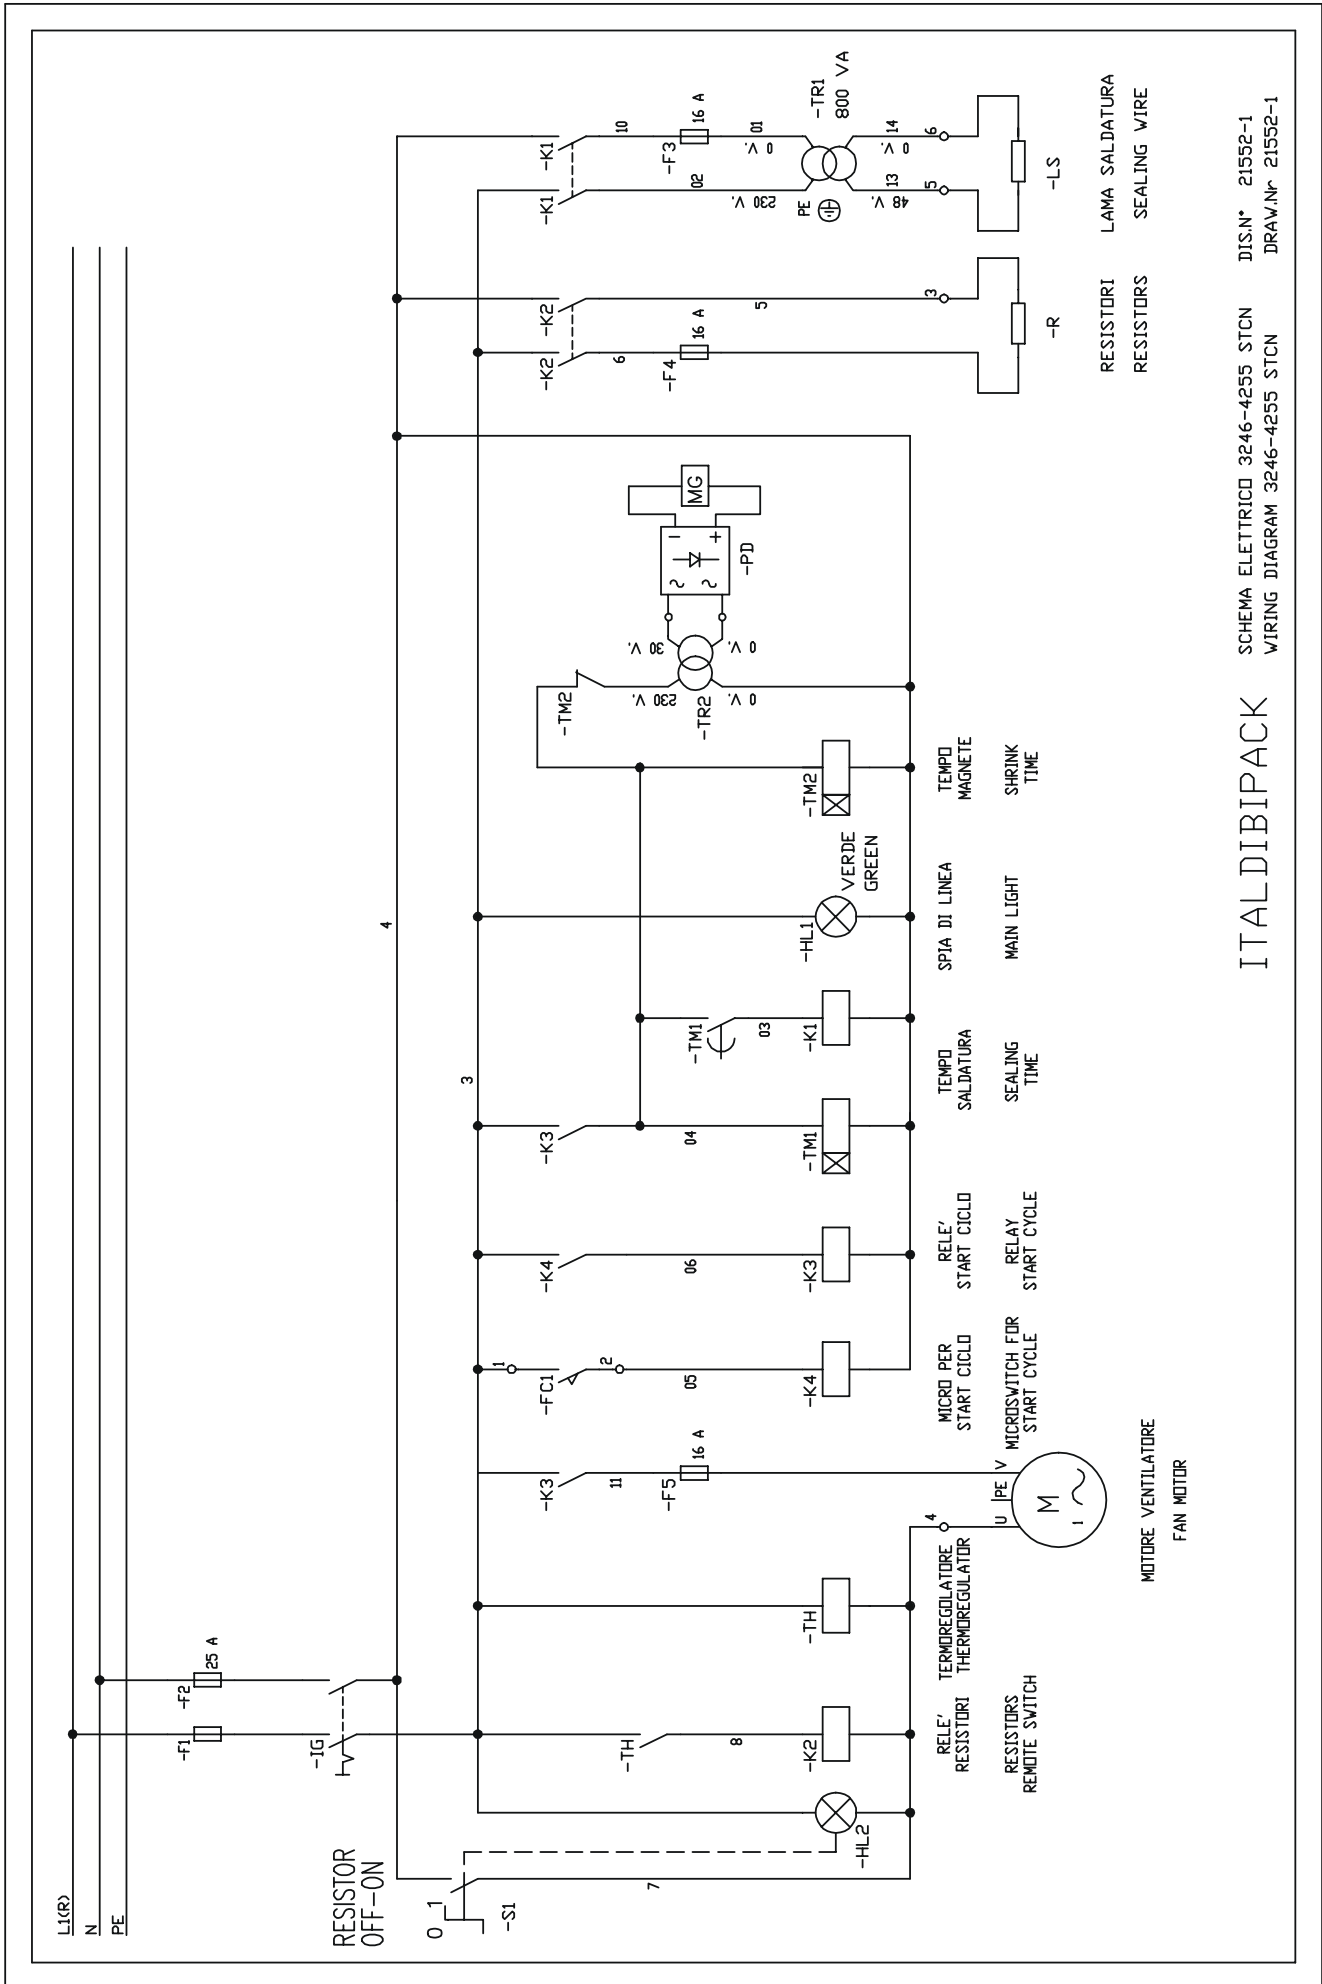 L1(R)
N
PE
-F1
-F2
25 A
-IG
RESISTOR
OFF-ON
0 1
-S1
7
-HL2
4
3
-TH
8
-K2
RELE'
RESISTORI
RESISTORS
REMOTE SWITCH
-TH
TERMOREGOLATORE
THERMOREGULATOR
4
U
PE
V
M
1
MOTORE VENTILATORE
FAN MOTOR
-K3
11
-F5
16 A
1
-FC1
2
05
-K4
MICRO PER
START CICLO
MICROSWITCH FOR
START CYCLE
-K4
06
-K3
RELE'
START CICLO
RELAY
START CYCLE
-K3
04
-TM1
-TM1
03
-K1
TEMPO
SALDATURA
SEALING
TIME
-HL1
VERDE
GREEN
SPIA DI LINEA
MAIN LIGHT
-TM2
TEMPO
MAGNETE
SHRINK
TIME
-TM2
230 V.
0 V.
-TR2
30 V.
0 V.
-PD
- +
MG
-K2
-K2
6
-F4
16 A
5
3
-R
RESISTORI
RESISTORS
-K1
-K1
10
-F3
16 A
02
01
230 V.
0 V.
PE
-TR1
800 VA
13
14
48 V.
0 V.
5
6
-LS
LAMA SALDATURA
SEALING WIRE
ITALDIBIPACK
SCHEMA ELETTRICO 3246-4255 STCN DIS.N° 21552-1
WIRING DIAGRAM 3246-4255 STCN DRAW.Nr 21552-1